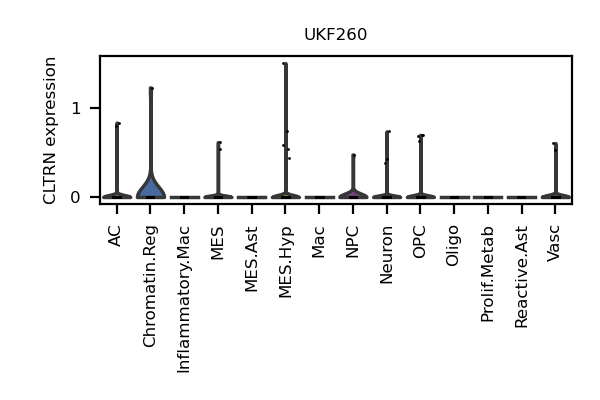 UKF260
CLTRN expression
1
0
AC
Chromatin.Reg
Inflammatory.Mac
MES
MES.Ast
MES.Hyp
Mac
NPC
Neuron
OPC
Oligo
Prolif.Metab
Reactive.Ast
Vasc